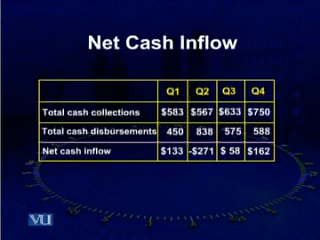 Net Cash Inflow
Q1 Q2 Q3 Q4
Total cash collections $583 $567 $633 $750
Total cash disbursements 450 838 575 588
Net cash inflow $133 -$271 $ 58 $162
VU